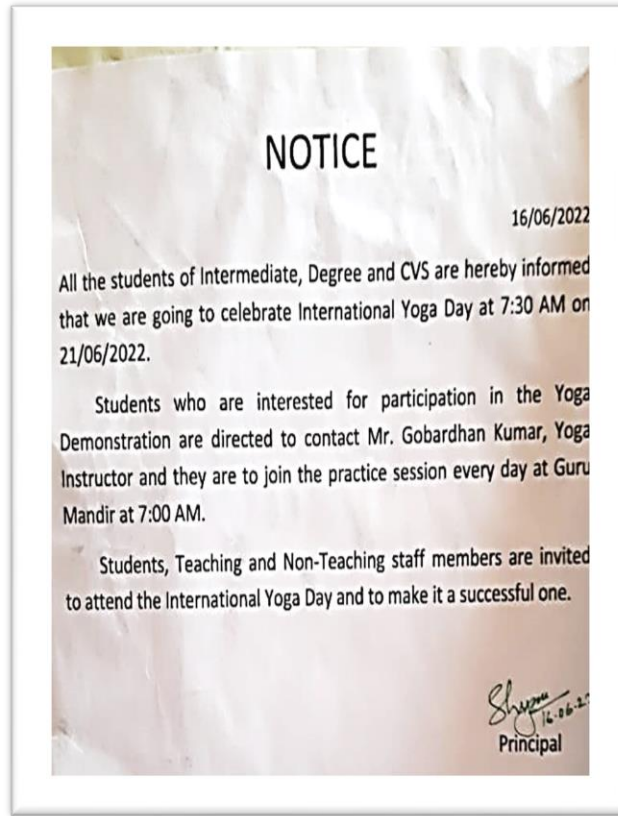 NOTICE
16/06/2022
All the students of Intermediate, Degree and CVS are hereby informed
that we are going to celebrate International Yoga Day at 7:30 AM on
21/06/2022.
Students who are interested for participation in the Yoga
Demonstration are directed to contact Mr. Gobardhan Kumar, Yoga
Instructor and they are to join the practice session every day at Guru
Mandir at 7:00 AM.
Students, Teaching and Non-Teaching staff members are invited
to attend the International Yoga Day and to make it a successful one.
16-06-2
Principal